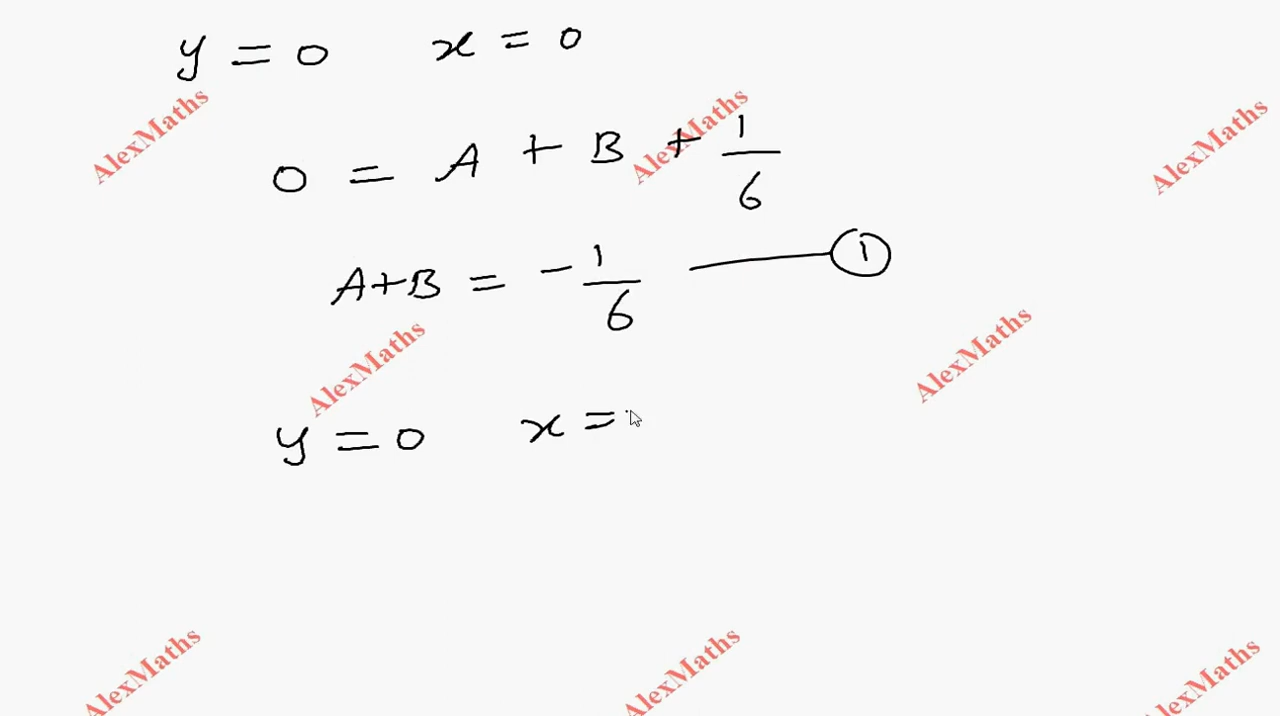 y = 0 x = 0
AlexMaths AlexMaths AlexMaths
0 = A + B + 1/6
A+B = - 1/6 ——— ①
AlexMaths AlexMaths
y = 0 x =
AlexMaths AlexMaths AlexMaths